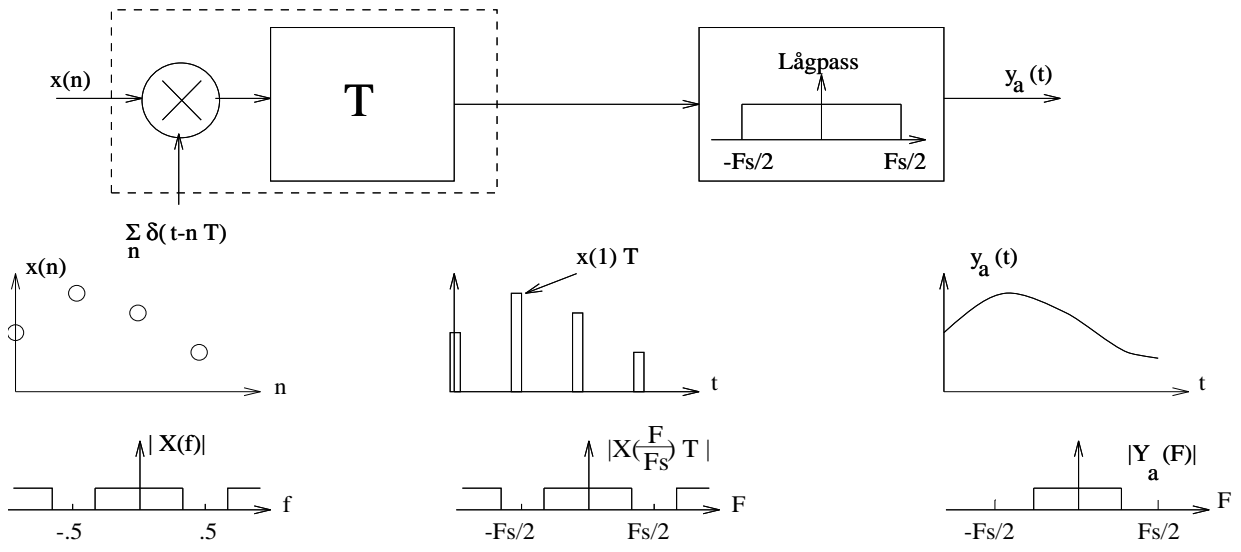 x(n)
T
Lågpass
y_a (t)
-Fs/2 Fs/2
Σ_n δ( t-n T)
x(n)
n
x(1) T
t
y_a (t)
t
| X(f)|
-.5 .5
f
|X(F/Fs) T |
-Fs/2 Fs/2
F
|Y_a (F)|
-Fs/2 Fs/2
F